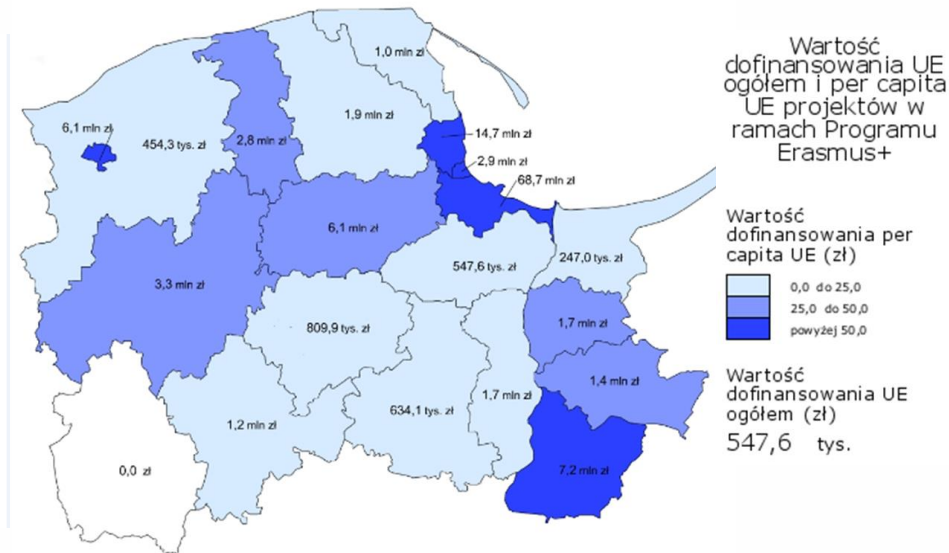 1,0 mln zł
1,9 mln zł
6,1 mln zł
454,3 tys. zł
2,8 mln zł
14,7 mln zł
2,9 mln zł
68,7 mln zł
6,1 mln zł
547,6 tys. zł
247,0 tys. zł
3,3 mln zł
809,9 tys. zł
1,7 mln zł
1,4 mln zł
1,7 mln zł
634,1 tys. zł
1,2 mln zł
0,0 zł
7,2 mln zł
Wartość
dofinansowania UE
ogółem i per capita
UE projektów w
ramach Programu
Erasmus+
Wartość
dofinansowania per
capita UE (zł)
0,0 do 25,0
25,0 do 50,0
powyżej 50,0
Wartość
dofinansowania UE
ogółem (zł)
547,6 tys.